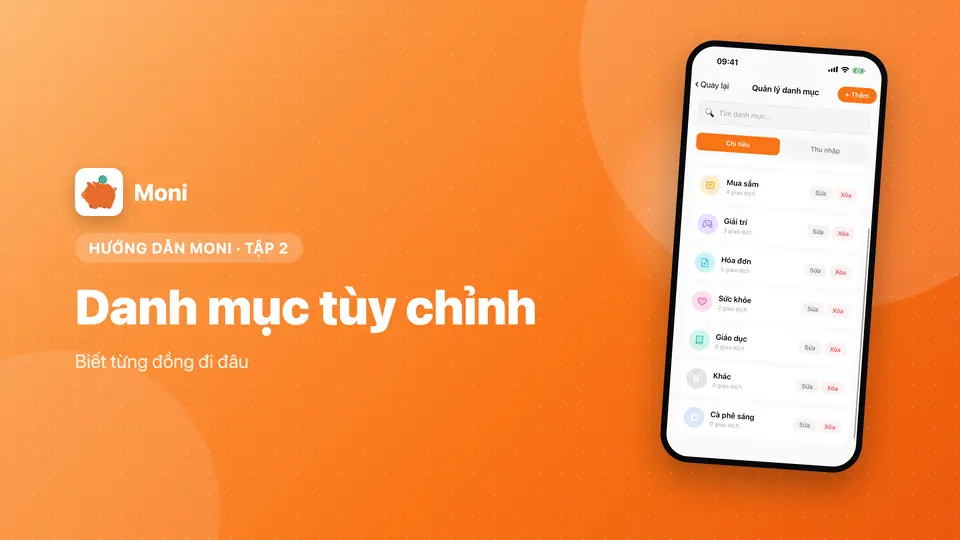 Moni
HƯỚNG DẪN MONI · TẬP 2
Danh mục tùy chỉnh
Biết từng đồng đi đâu
09:41
‹ Quay lại
Quản lý danh mục
+ Thêm
Tìm danh mục...
Chi tiêu
Thu nhập
Mua sắm
4 giao dịch
Sửa
Xóa
Giải trí
3 giao dịch
Sửa
Xóa
Hóa đơn
5 giao dịch
Sửa
Xóa
Sức khỏe
2 giao dịch
Sửa
Xóa
Giáo dục
0 giao dịch
Sửa
Xóa
K
Khác
0 giao dịch
Sửa
Xóa
C
Cà phê sáng
0 giao dịch
Sửa
Xóa